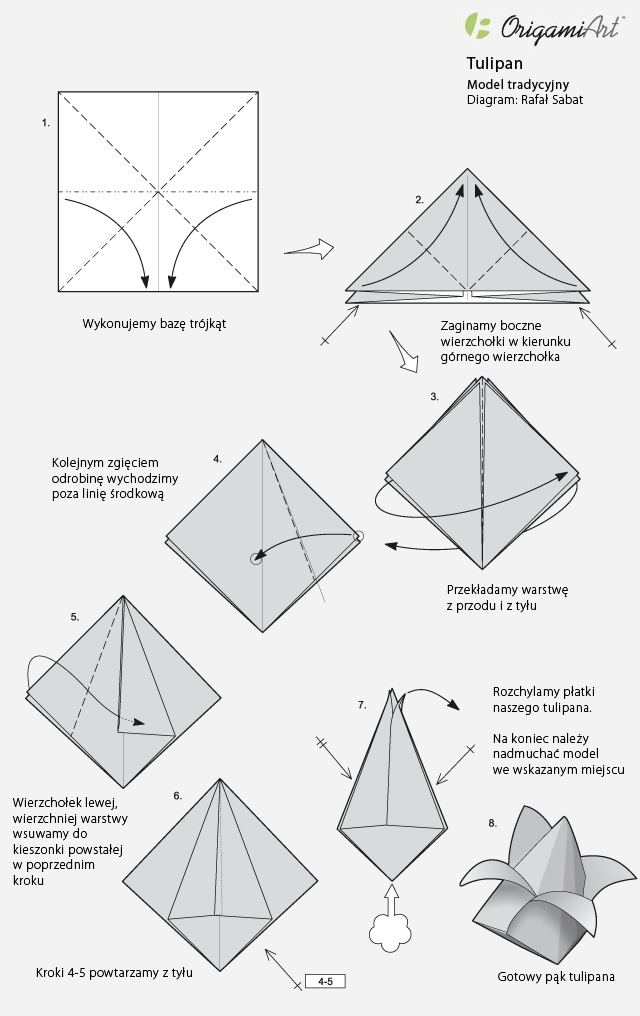 OrigamiArt™
Tulipan
Model tradycyjny
Diagram: Rafał Sabat
1.
Wykonujemy bazę trójkąt
2.
Zaginamy boczne
wierzchołki w kierunku
górnego wierzchołka
3.
Przekładamy warstwę
z przodu i z tyłu
4.
Kolejnym zgięciem
odrobinę wychodzimy
poza linię środkową
5.
Wierzchołek lewej,
wierzchniej warstwy
wsuwamy do
kieszonki powstałej
w poprzednim
kroku
6.
Kroki 4-5 powtarzamy z tyłu
4-5
7.
Rozchylamy płatki
naszego tulipana.
Na koniec należy
nadmuchać model
we wskazanym miejscu
8.
Gotowy pąk tulipana